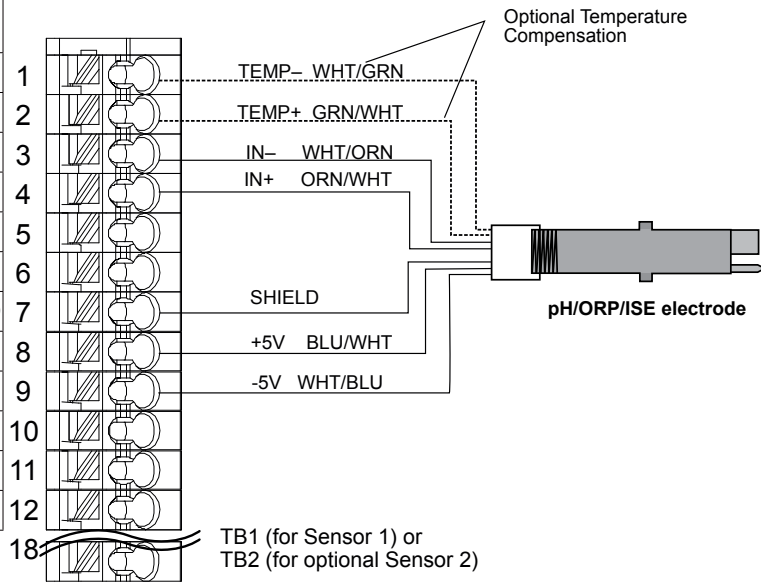 Optional Temperature
Compensation
1 TEMP– WHT/GRN
2 TEMP+ GRN/WHT
3 IN– WHT/ORN
4 IN+ ORN/WHT
5
6
7 SHIELD
8 +5V BLU/WHT
9 -5V WHT/BLU
10
11
12
18
pH/ORP/ISE electrode
TB1 (for Sensor 1) or
TB2 (for optional Sensor 2)